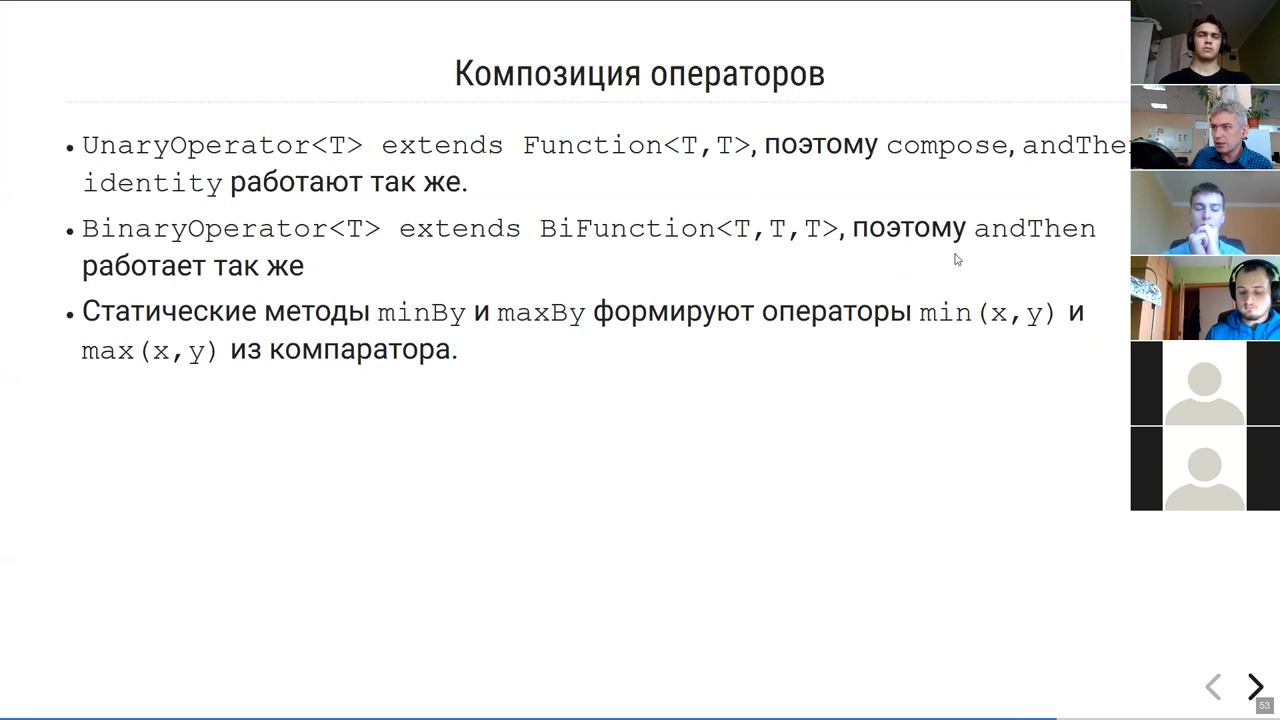 Композиция операторов
• UnaryOperator<T> extends Function<T,T>, поэтому compose, andThe
identity работают так же.
• BinaryOperator<T> extends BiFunction<T,T,T>, поэтому andThen
работает так же
• Статические методы minBy и maxBy формируют операторы min(x,y) и
max(x,y) из компаратора.
53